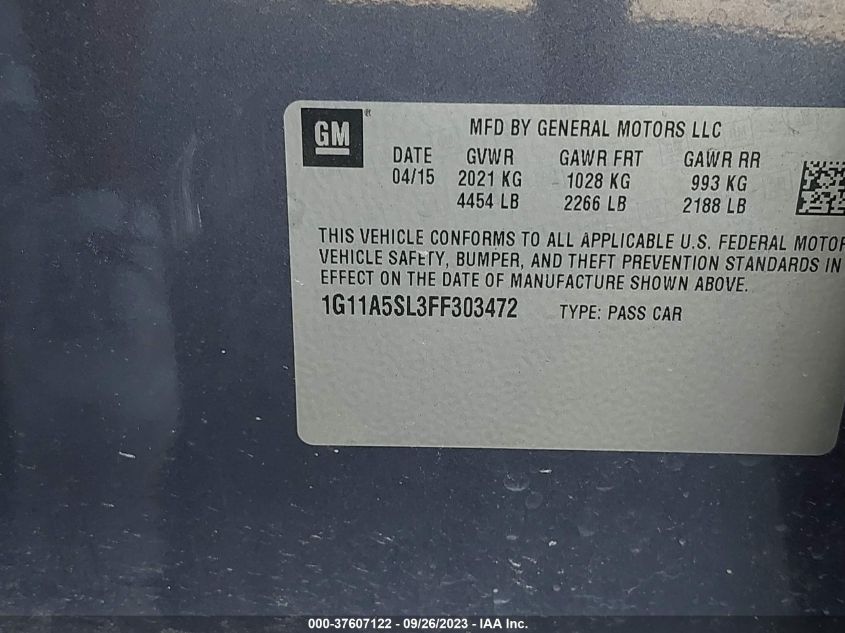 GM ®
MFD BY GENERAL MOTORS LLC
DATE GVWR GAWR FRT GAWR RR
04/15 2021 KG 1028 KG 993 KG
4454 LB 2266 LB 2188 LB
THIS VEHICLE CONFORMS TO ALL APPLICABLE U.S. FEDERAL MOTOR
VEHICLE SAFETY, BUMPER, AND THEFT PREVENTION STANDARDS IN
EFFECT ON THE DATE OF MANUFACTURE SHOWN ABOVE.
1G11A5SL3FF303472 TYPE: PASS CAR
000-37607122 - 09/26/2023 - IAA Inc.